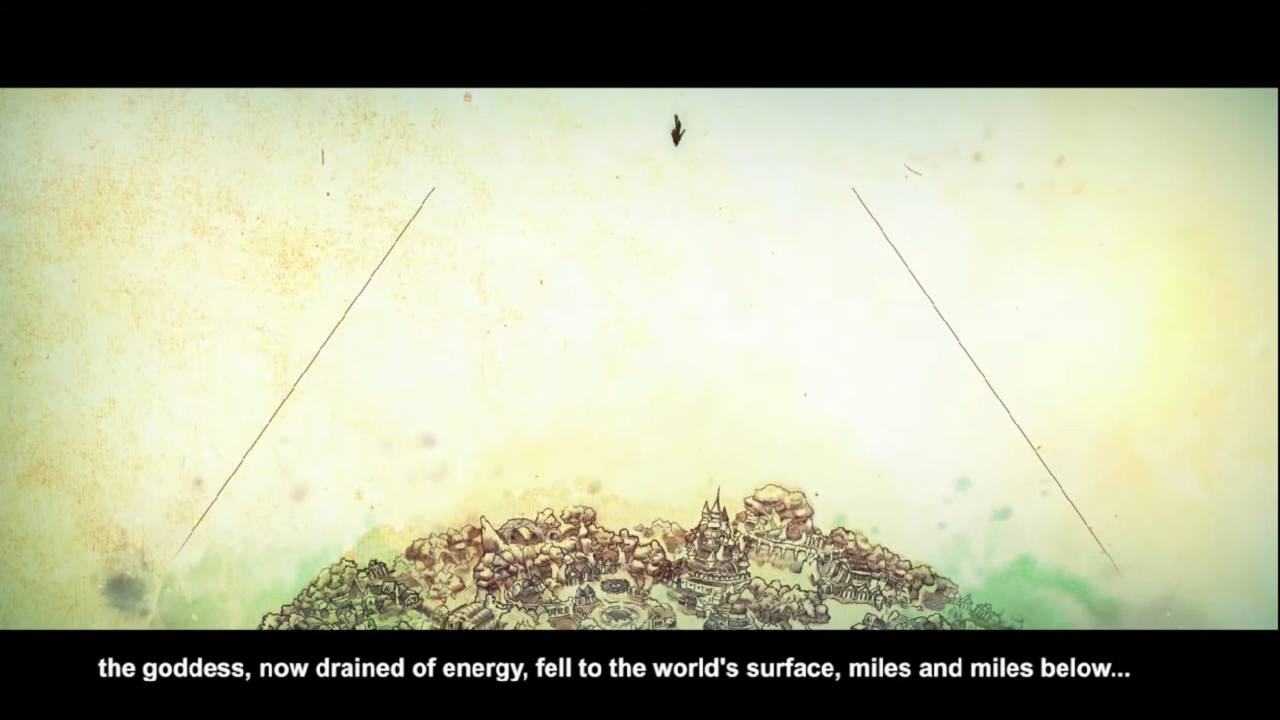 the goddess, now drained of energy, fell to the world's surface, miles and miles below...